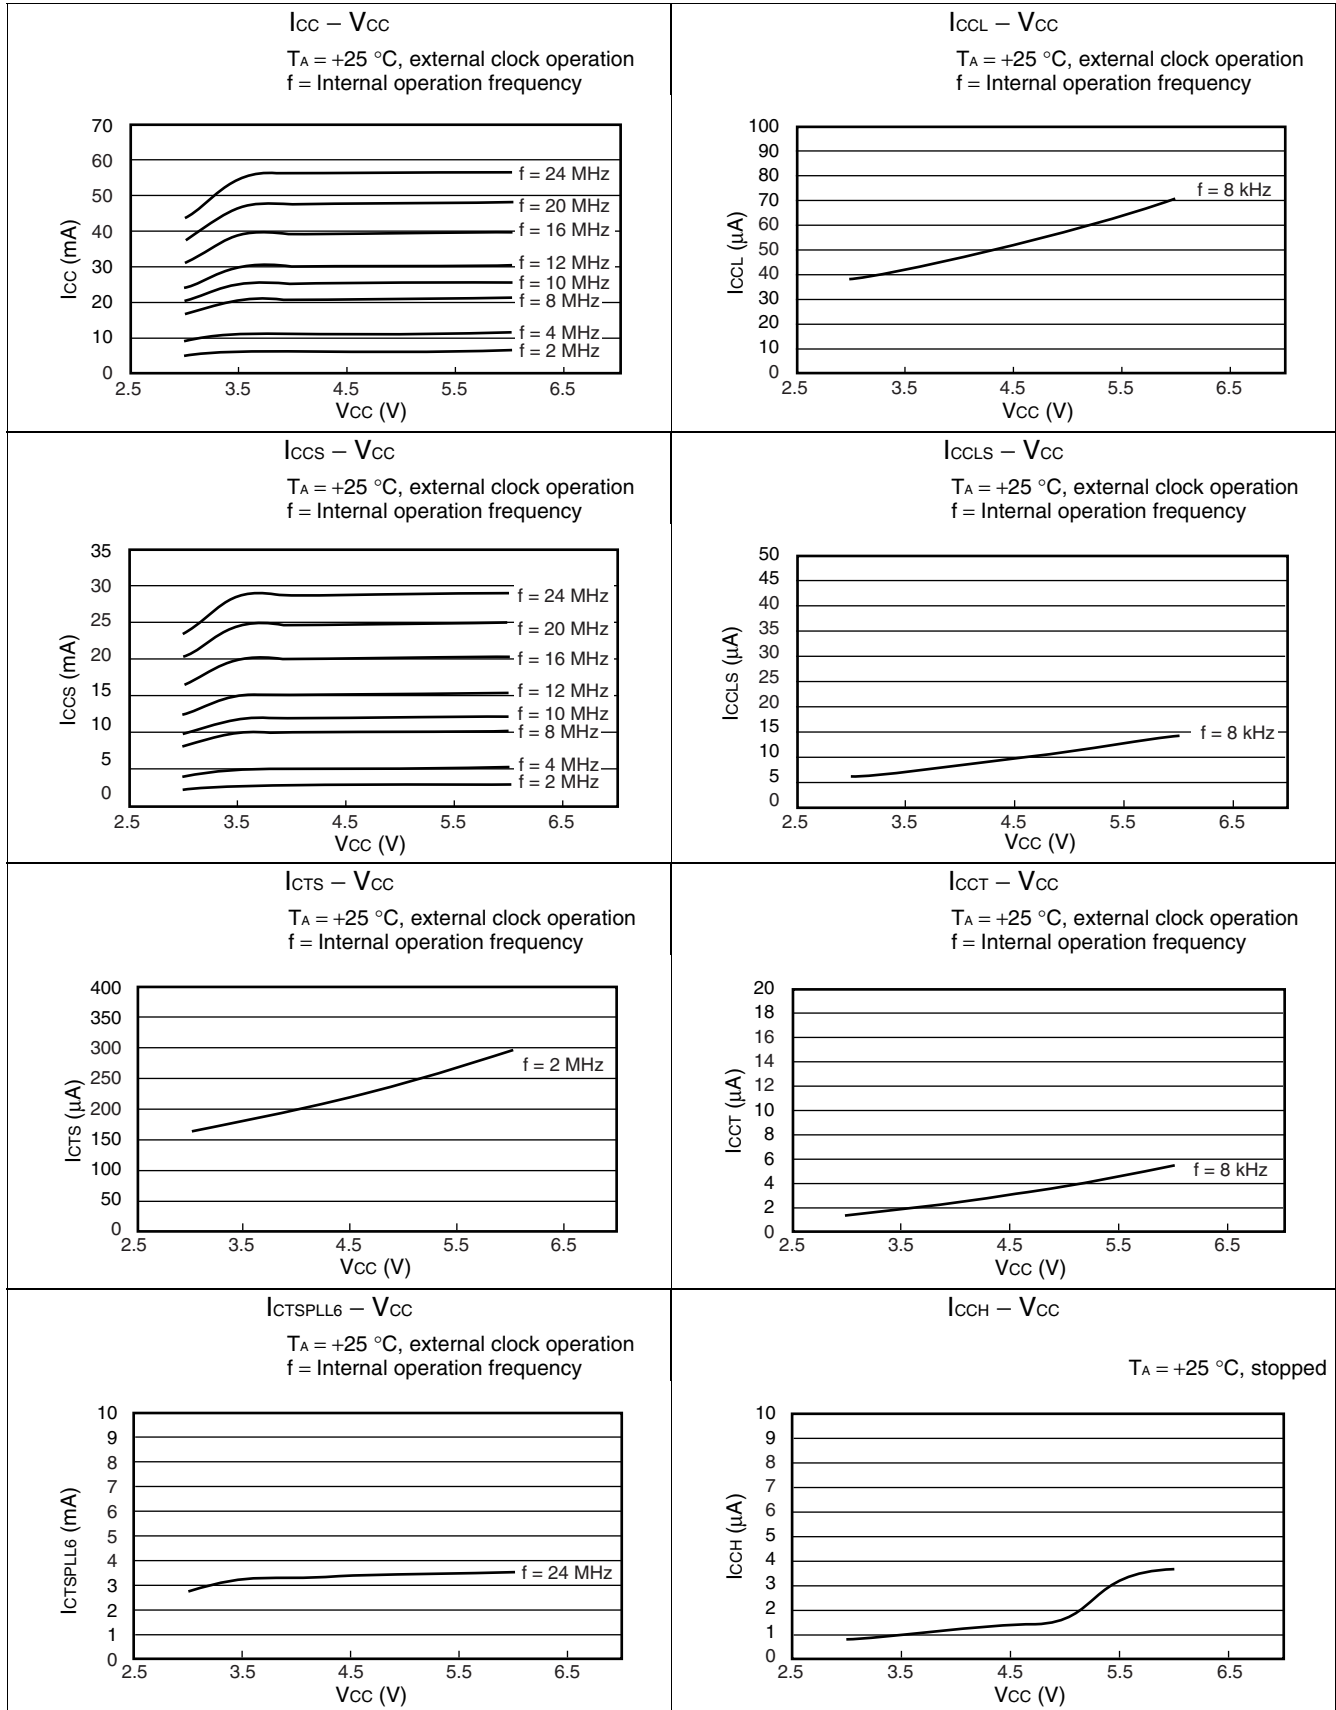 ICC – VCC
TA = +25 °C, external clock operation
f = Internal operation frequency
70
60
50
40
30
20
10
0
ICC (mA)
f = 24 MHz
f = 20 MHz
f = 16 MHz
f = 12 MHz
f = 10 MHz
f = 8 MHz
f = 4 MHz
f = 2 MHz
2.5 3.5 4.5 5.5 6.5
VCC (V)
ICCL – VCC
TA = +25 °C, external clock operation
f = Internal operation frequency
100
90
80
70
60
50
40
30
20
10
0
ICCL (µA)
f = 8 kHz
2.5 3.5 4.5 5.5 6.5
VCC (V)
ICCS – VCC
TA = +25 °C, external clock operation
f = Internal operation frequency
35
30
25
20
15
10
5
0
ICCS (mA)
f = 24 MHz
f = 20 MHz
f = 16 MHz
f = 12 MHz
f = 10 MHz
f = 8 MHz
f = 4 MHz
f = 2 MHz
2.5 3.5 4.5 5.5 6.5
VCC (V)
ICCLS – VCC
TA = +25 °C, external clock operation
f = Internal operation frequency
50
45
40
35
30
25
20
15
10
5
0
ICCLS (µA)
f = 8 kHz
2.5 3.5 4.5 5.5 6.5
VCC (V)
ICTS – VCC
TA = +25 °C, external clock operation
f = Internal operation frequency
400
350
300
250
200
150
100
50
0
ICTS (µA)
f = 2 MHz
2.5 3.5 4.5 5.5 6.5
VCC (V)
ICCT – VCC
TA = +25 °C, external clock operation
f = Internal operation frequency
20
18
16
14
12
10
8
6
4
2
0
ICCT (µA)
f = 8 kHz
2.5 3.5 4.5 5.5 6.5
VCC (V)
ICTSPLL6 – VCC
TA = +25 °C, external clock operation
f = Internal operation frequency
10
9
8
7
6
5
4
3
2
1
0
ICTSPLL6 (mA)
f = 24 MHz
2.5 3.5 4.5 5.5 6.5
VCC (V)
ICCH – VCC
TA = +25 °C, stopped
10
9
8
7
6
5
4
3
2
1
0
ICCH (µA)
2.5 3.5 4.5 5.5 6.5
VCC (V)